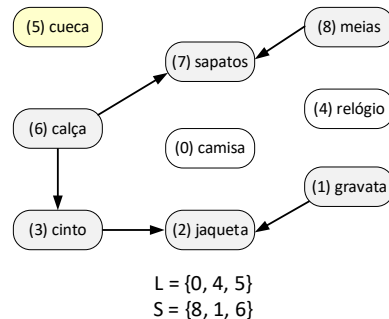 (5) cueca
(8) meias
(7) sapatos
(4) relógio
(6) calça
(0) camisa
(1) gravata
(3) cinto
(2) jaqueta
L = {0, 4, 5}
S = {8, 1, 6}